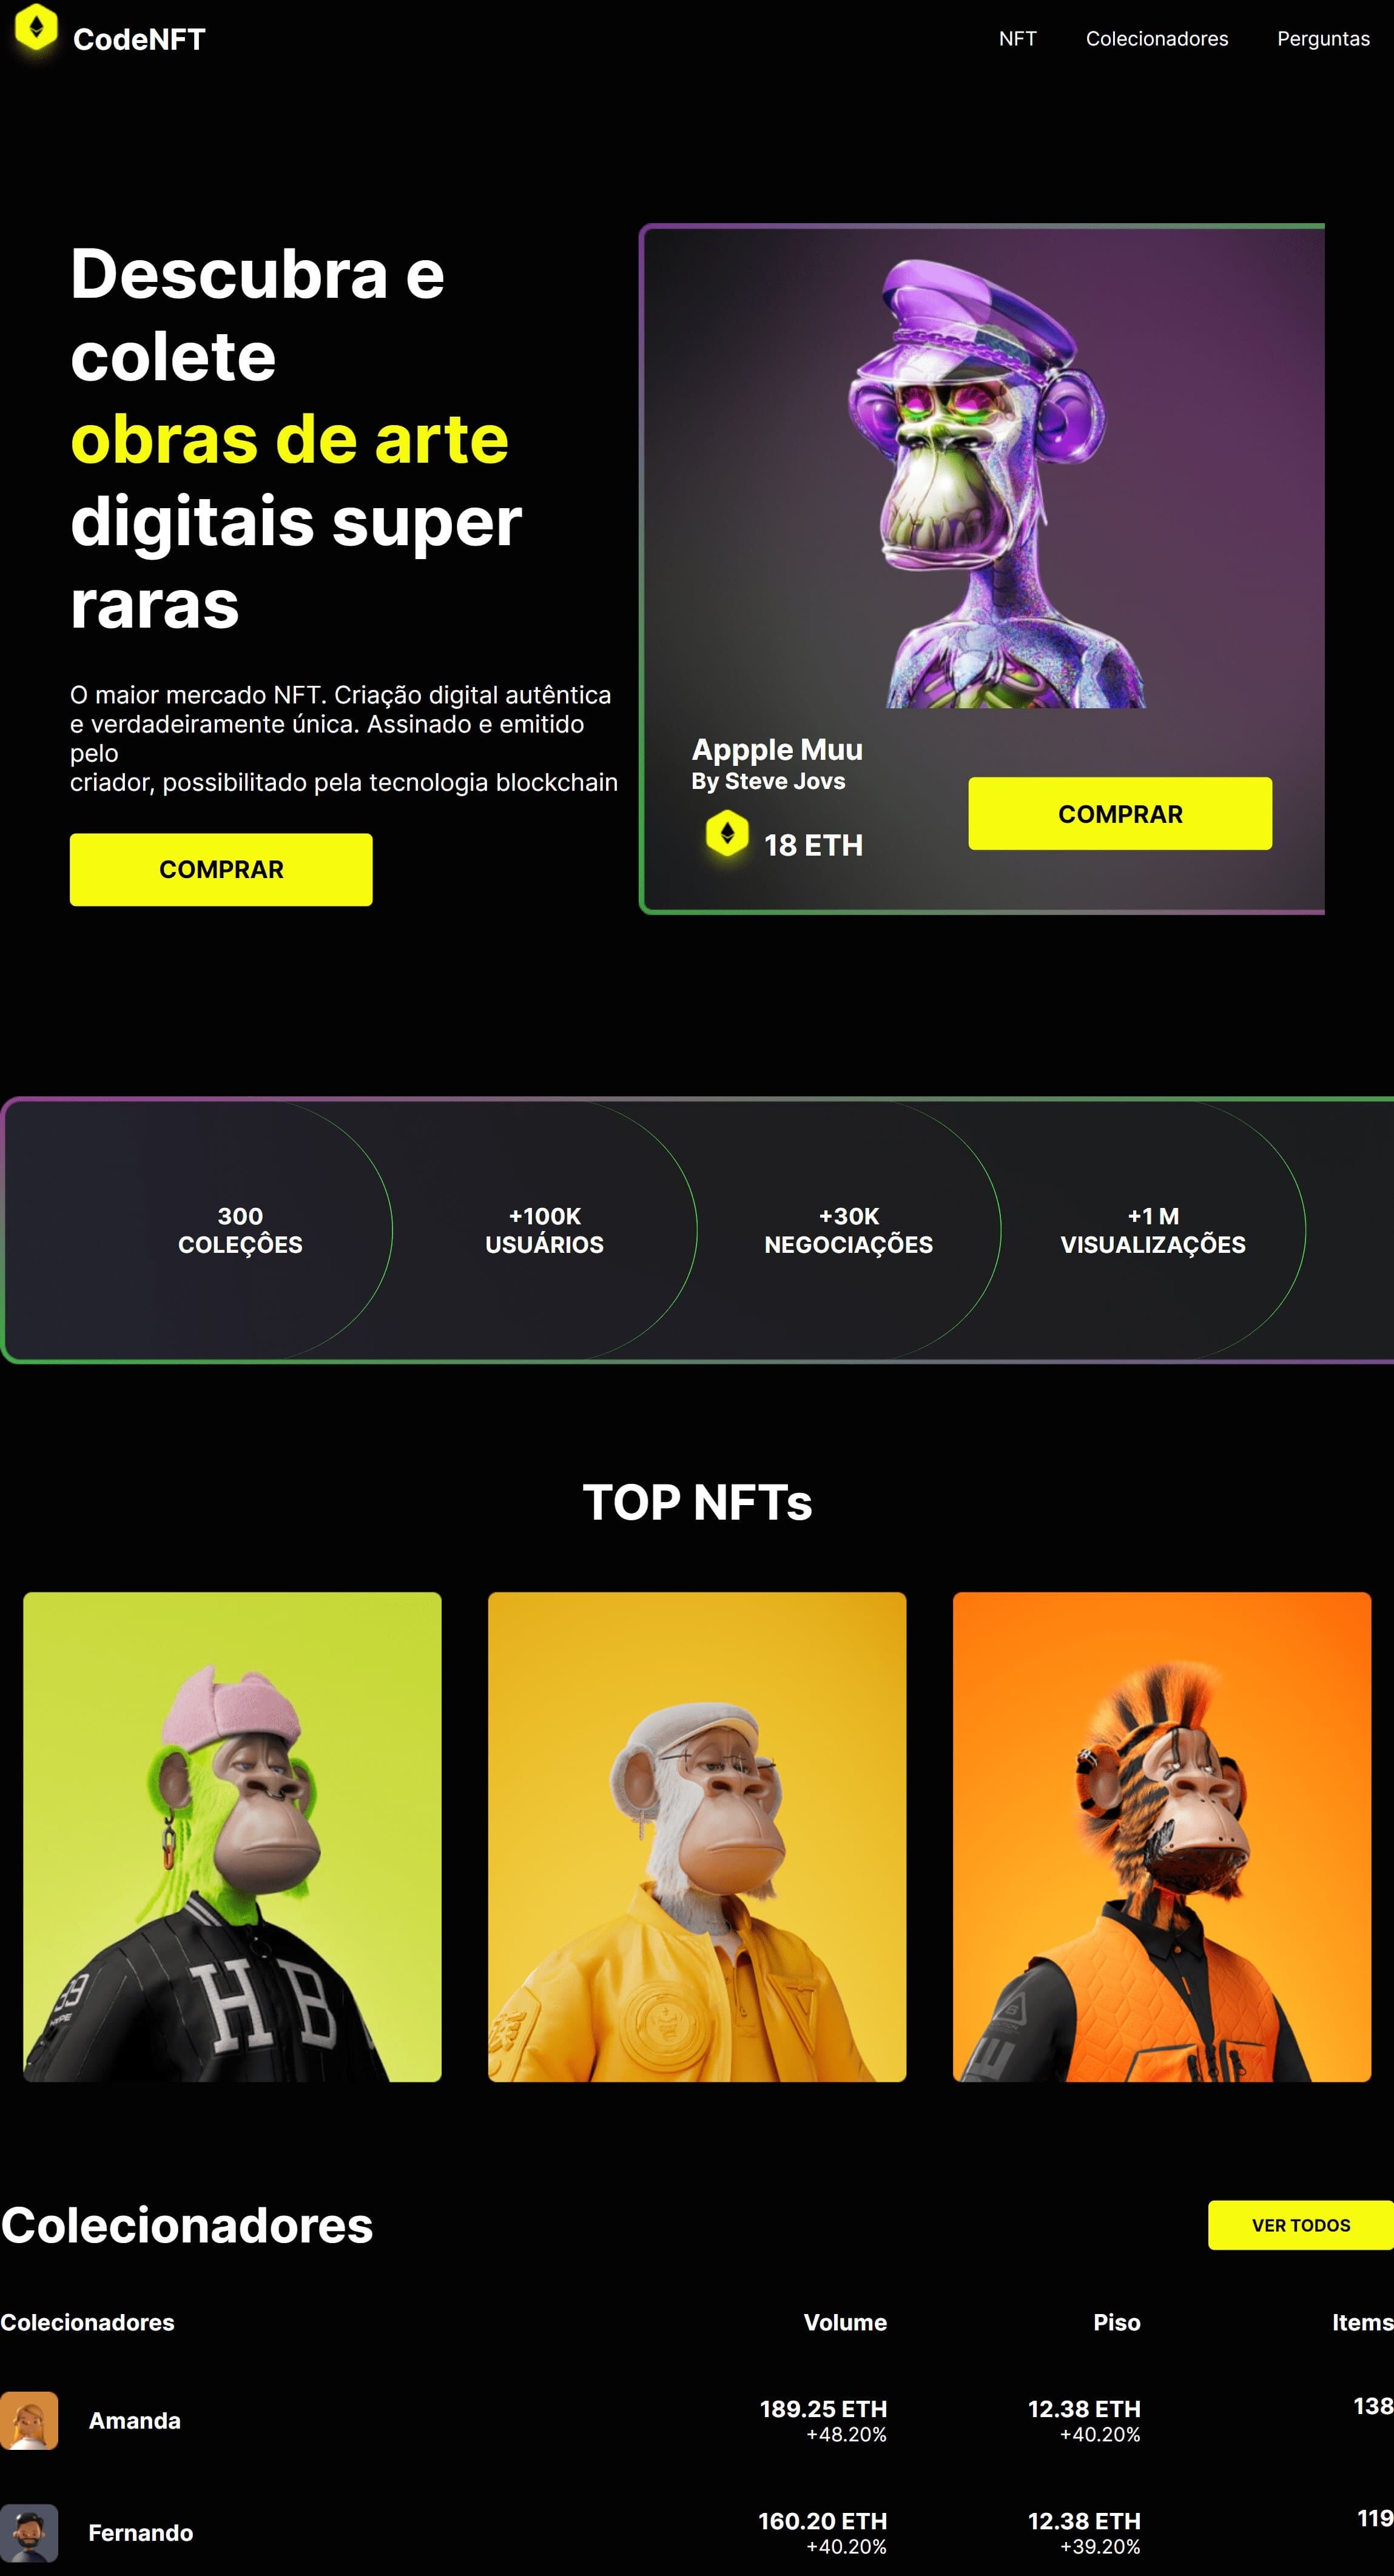 CodeNFT
NFT
Colecionadores
Perguntas
Descubra e
colete
obras de arte
digitais super
raras
O maior mercado NFT. Criação digital autêntica
e verdadeiramente única. Assinado e emitido
pelo
criador, possibilitado pela tecnologia blockchain
COMPRAR
Appple Muu
By Steve Jovs
18 ETH
COMPRAR
300
COLEÇÔES
+100K
USUÁRIOS
+30K
NEGOCIAÇÕES
+1 M
VISUALIZAÇÕES
TOP NFTs
H B
Colecionadores
VER TODOS
Colecionadores Volume Piso Items
Amanda 189.25 ETH 12.38 ETH 138
+48.20% +40.20%
Fernando 160.20 ETH 12.38 ETH 119
+40.20% +39.20%